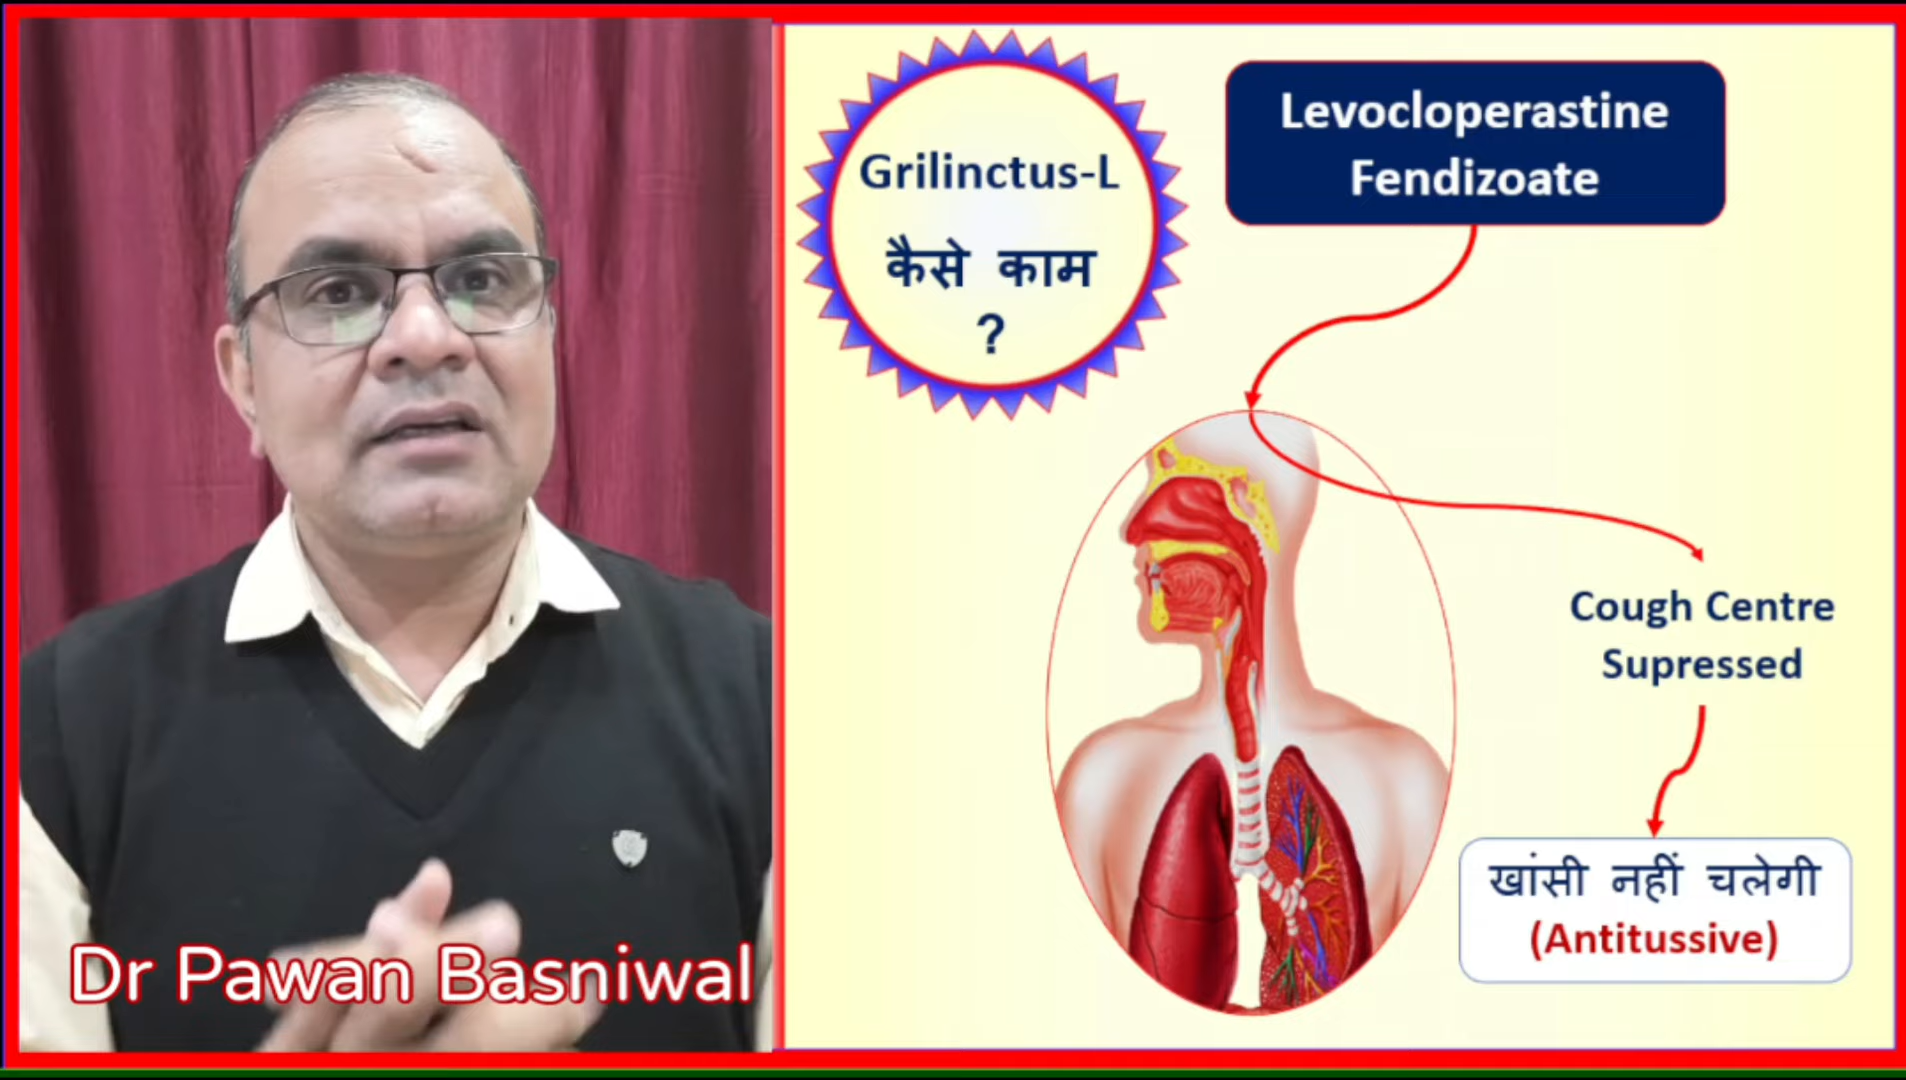 Grilinctus-L
कैसे काम
?
Levocloperastine
Fendizoate
Cough Centre
Supressed
खांसी नहीं चलेगी
(Antitussive)
Dr Pawan Basniwal